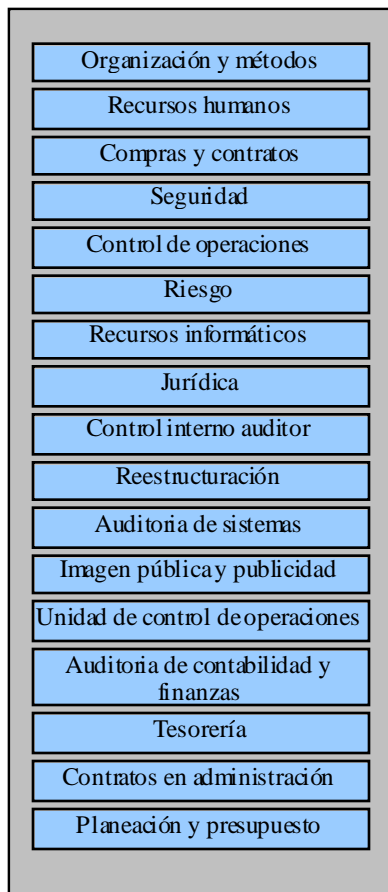 Organización y métodos
Recursos humanos
Compras y contratos
Seguridad
Control de operaciones
Riesgo
Recursos informáticos
Jurídica
Control interno auditor
Reestructuración
Auditoria de sistemas
Imagen pública y publicidad
Unidad de control de operaciones
Auditoria de contabilidad y
finanzas
Tesorería
Contratos en administración
Planeación y presupuesto